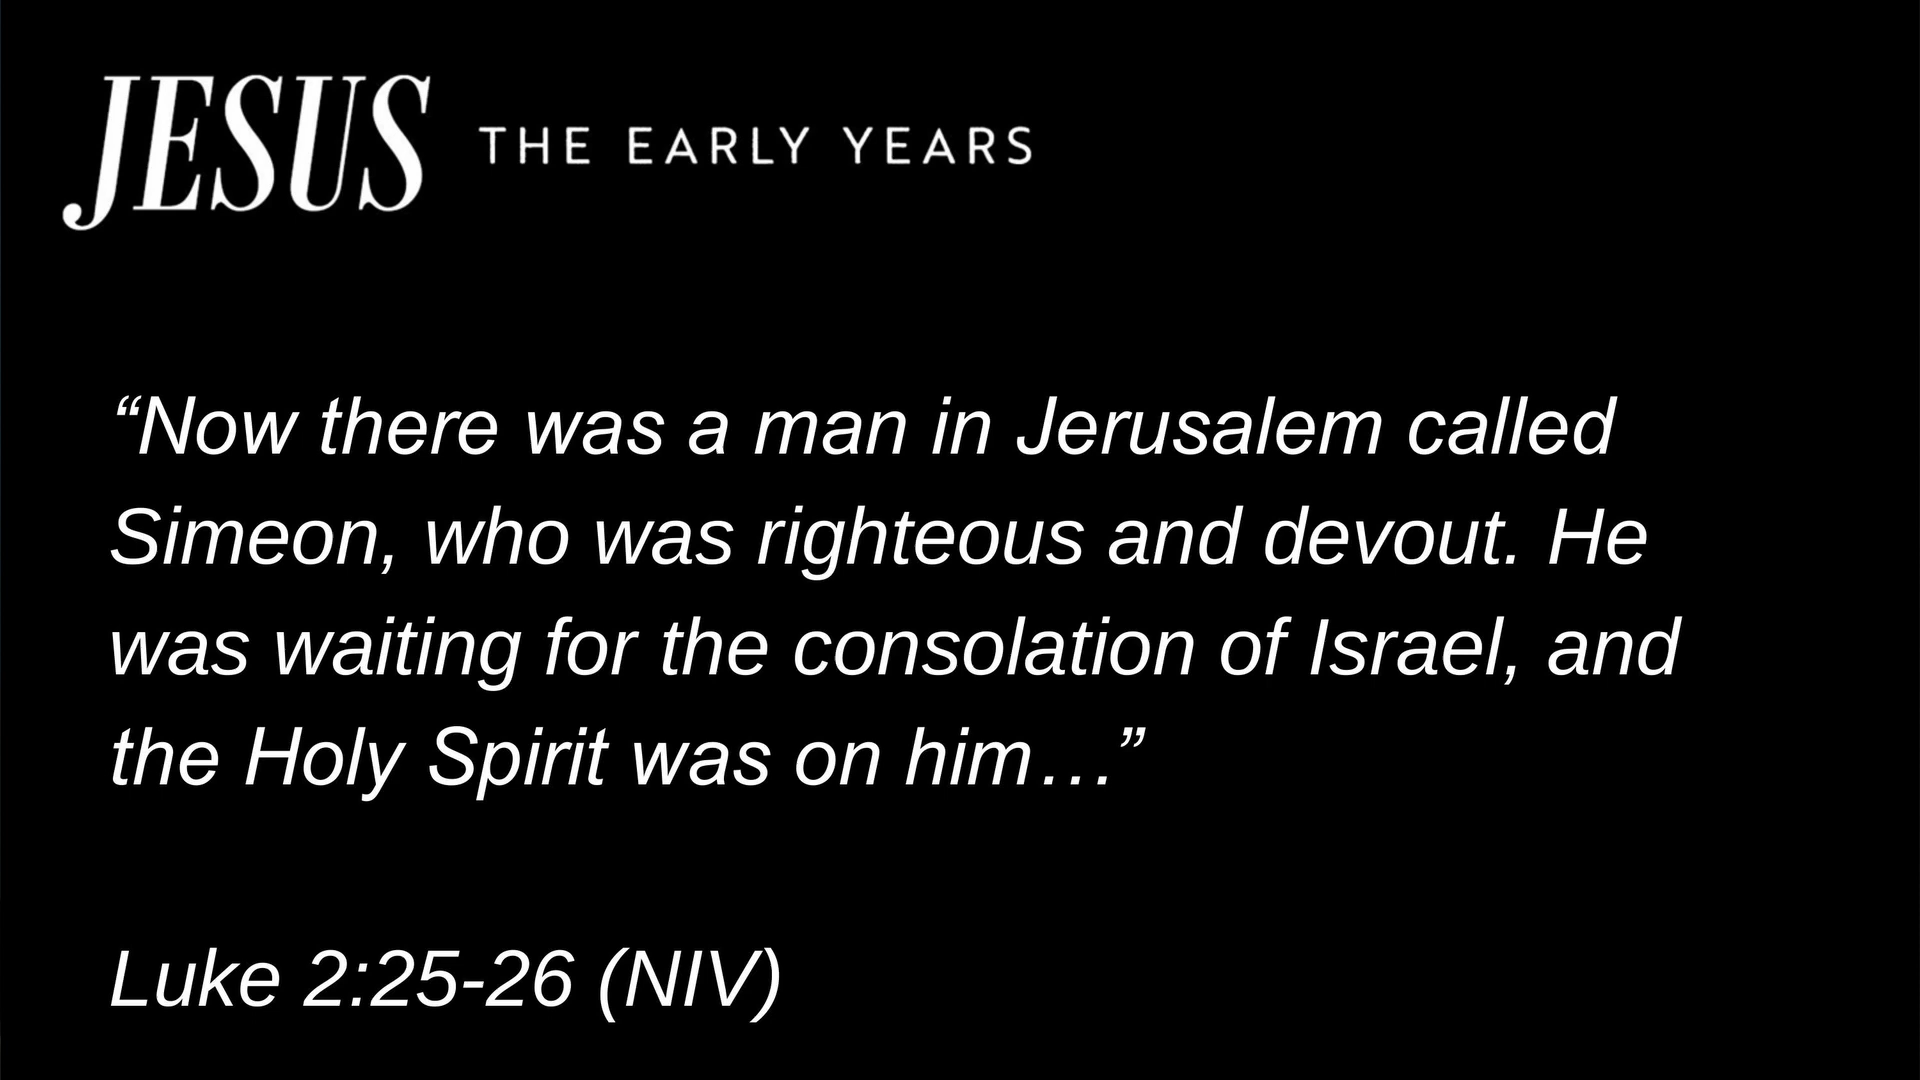 JESUS THE EARLY YEARS
“Now there was a man in Jerusalem called
Simeon, who was righteous and devout. He
was waiting for the consolation of Israel, and
the Holy Spirit was on him…”
Luke 2:25-26 (NIV)